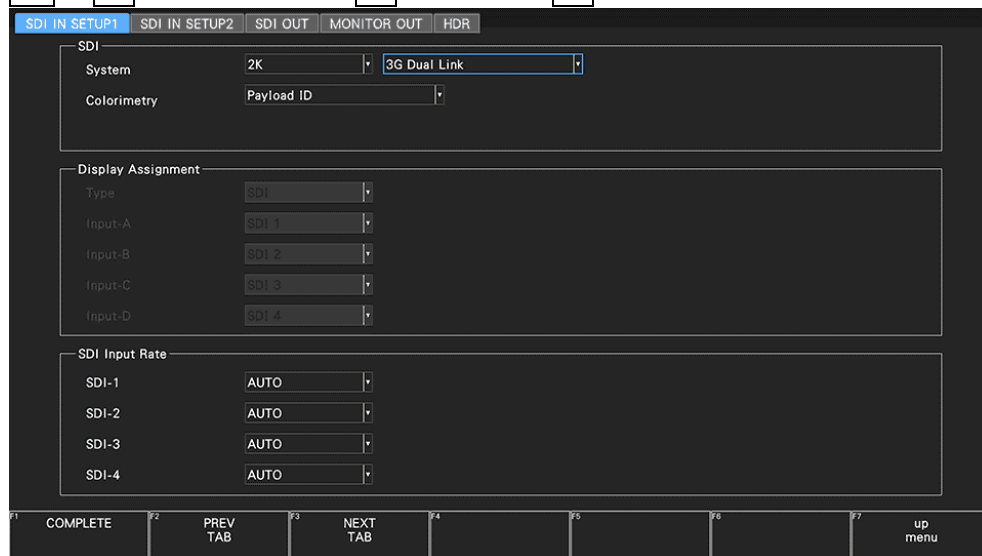 SDI IN SETUP1 SDI IN SETUP2 SDI OUT MONITOR OUT HDR
SDI
System 2K 3G Dual Link
Colorimetry Payload ID
Display Assignment
Type SDI
Input-A SDI 1
Input-B SDI 2
Input-C SDI 3
Input-D SDI 4
SDI Input Rate
SDI-1 AUTO
SDI-2 AUTO
SDI-3 AUTO
SDI-4 AUTO
F1 COMPLETE F2 PREV TAB F3 NEXT TAB F4 F5 F6 F7 up menu